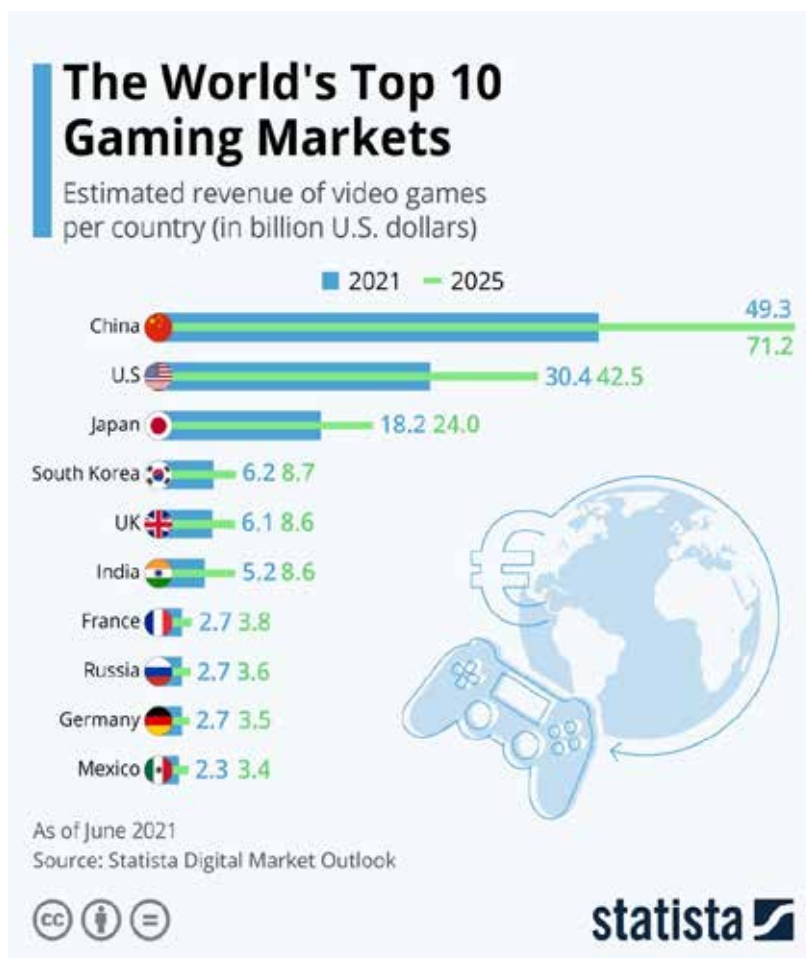 The World's Top 10
Gaming Markets
Estimated revenue of video games
per country (in billion U.S. dollars)
2021 2025
China 49.3
71.2
U.S 30.4 42.5
Japan 18.2 24.0
South Korea 6.2 8.7
UK 6.1 8.6
India 5.2 8.6
France 2.7 3.8
Russia 2.7 3.6
Germany 2.7 3.5
Mexico 2.3 3.4
€
As of June 2021
Source: Statista Digital Market Outlook
cc =
statista